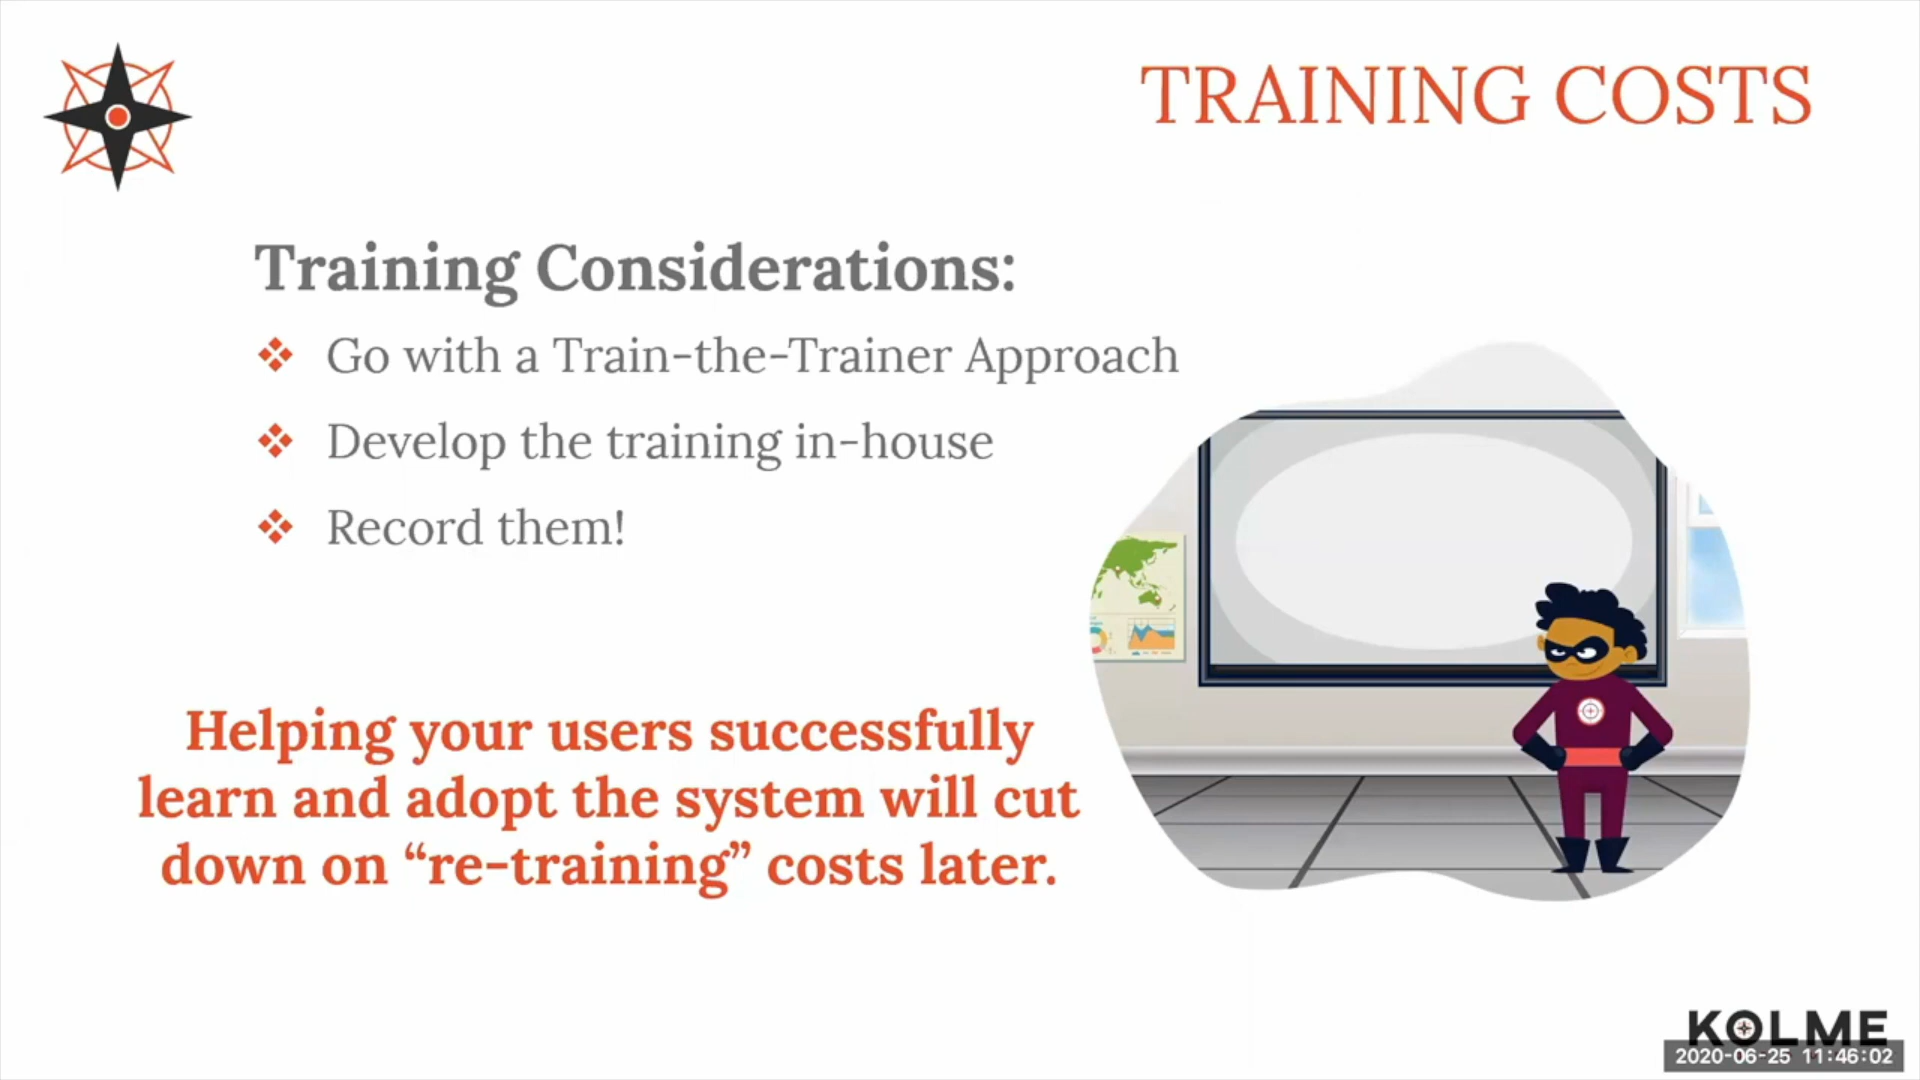 TRAINING COSTS
Training Considerations:
❖ Go with a Train-the-Trainer Approach
❖ Develop the training in-house
❖ Record them!
Helping your users successfully
learn and adopt the system will cut
down on “re-training” costs later.
KOLME
2020-06-25 11:46:02